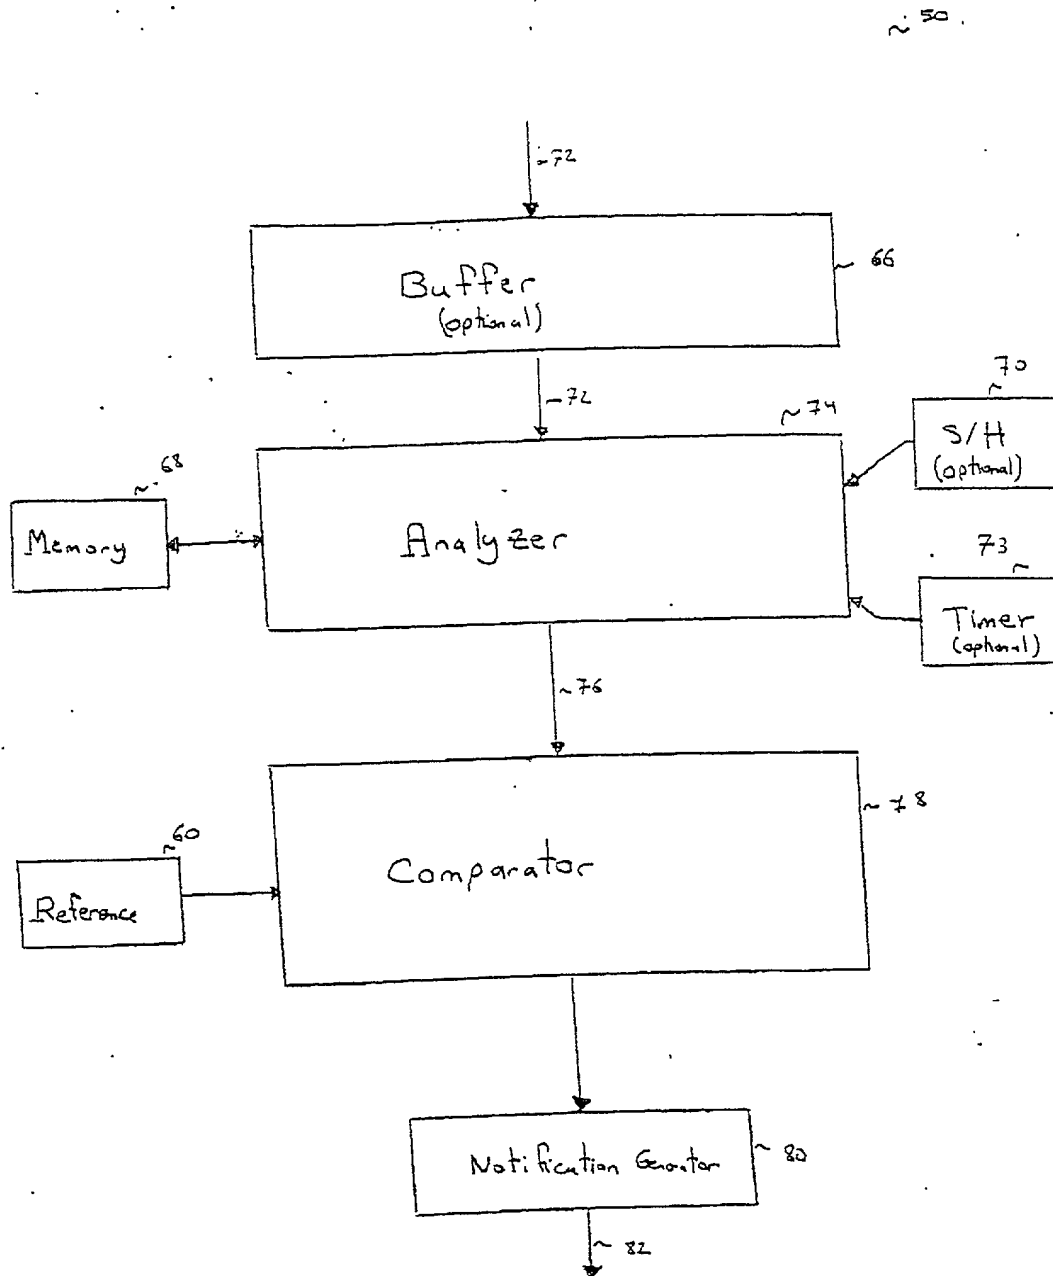 ~ 50
~72
Buffer
(optional)
~ 66
~72
~ 74
70
~
S/H
(optional)
~ 68
Memory
Analyzer
73
~
Timer
(optional)
~76
~ 78
~60
Reference
Comparator
Notification Generator
~ 80
~ 82